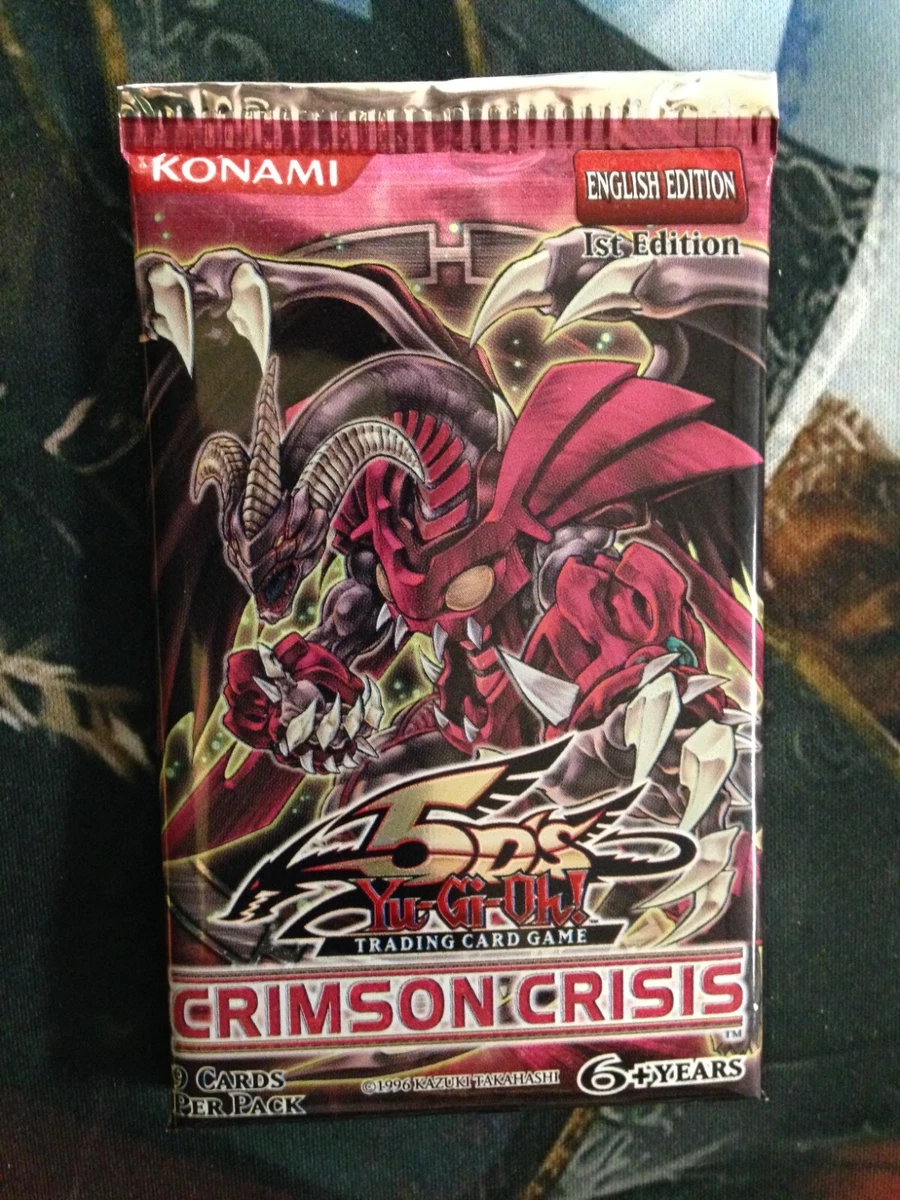 KONAMI
ENGLISH EDITION
1st Edition
5D'S
Yu-Gi-Oh!
TRADING CARD GAME
CRIMSON CRISIS
™
9 CARDS
PER PACK
©1996 KAZUKI TAKAHASHI
6+YEARS